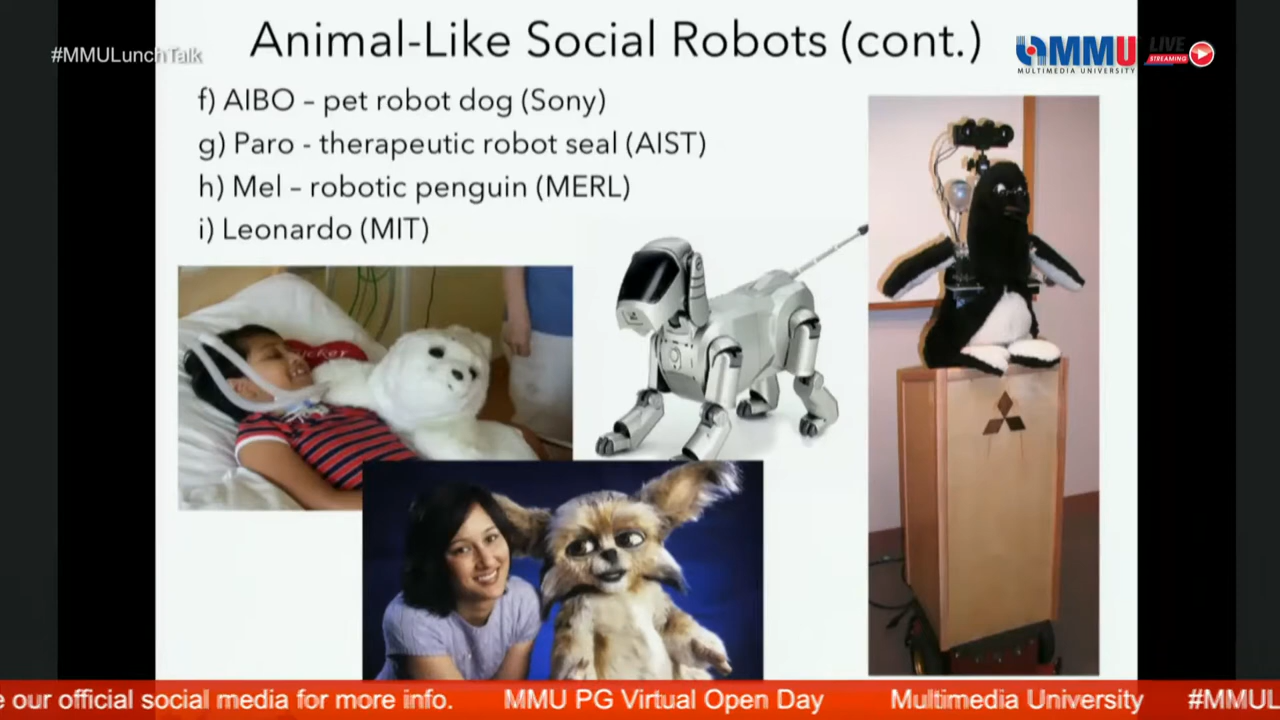 Animal-Like Social Robots (cont.)
#MMULunchTalk
MMU
MULTIMEDIA UNIVERSITY
LIVE
STREAMING
f) AIBO – pet robot dog (Sony)
g) Paro - therapeutic robot seal (AIST)
h) Mel – robotic penguin (MERL)
i) Leonardo (MIT)
e our official social media for more info. MMU PG Virtual Open Day Multimedia University #MMUL